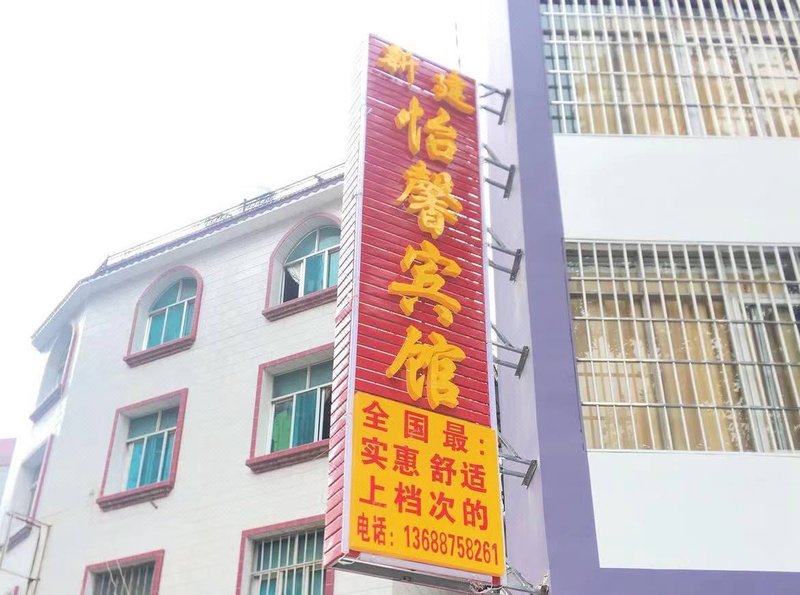 新建
怡馨宾馆
全国最：
实惠舒适
上档次的
电话：13688758261